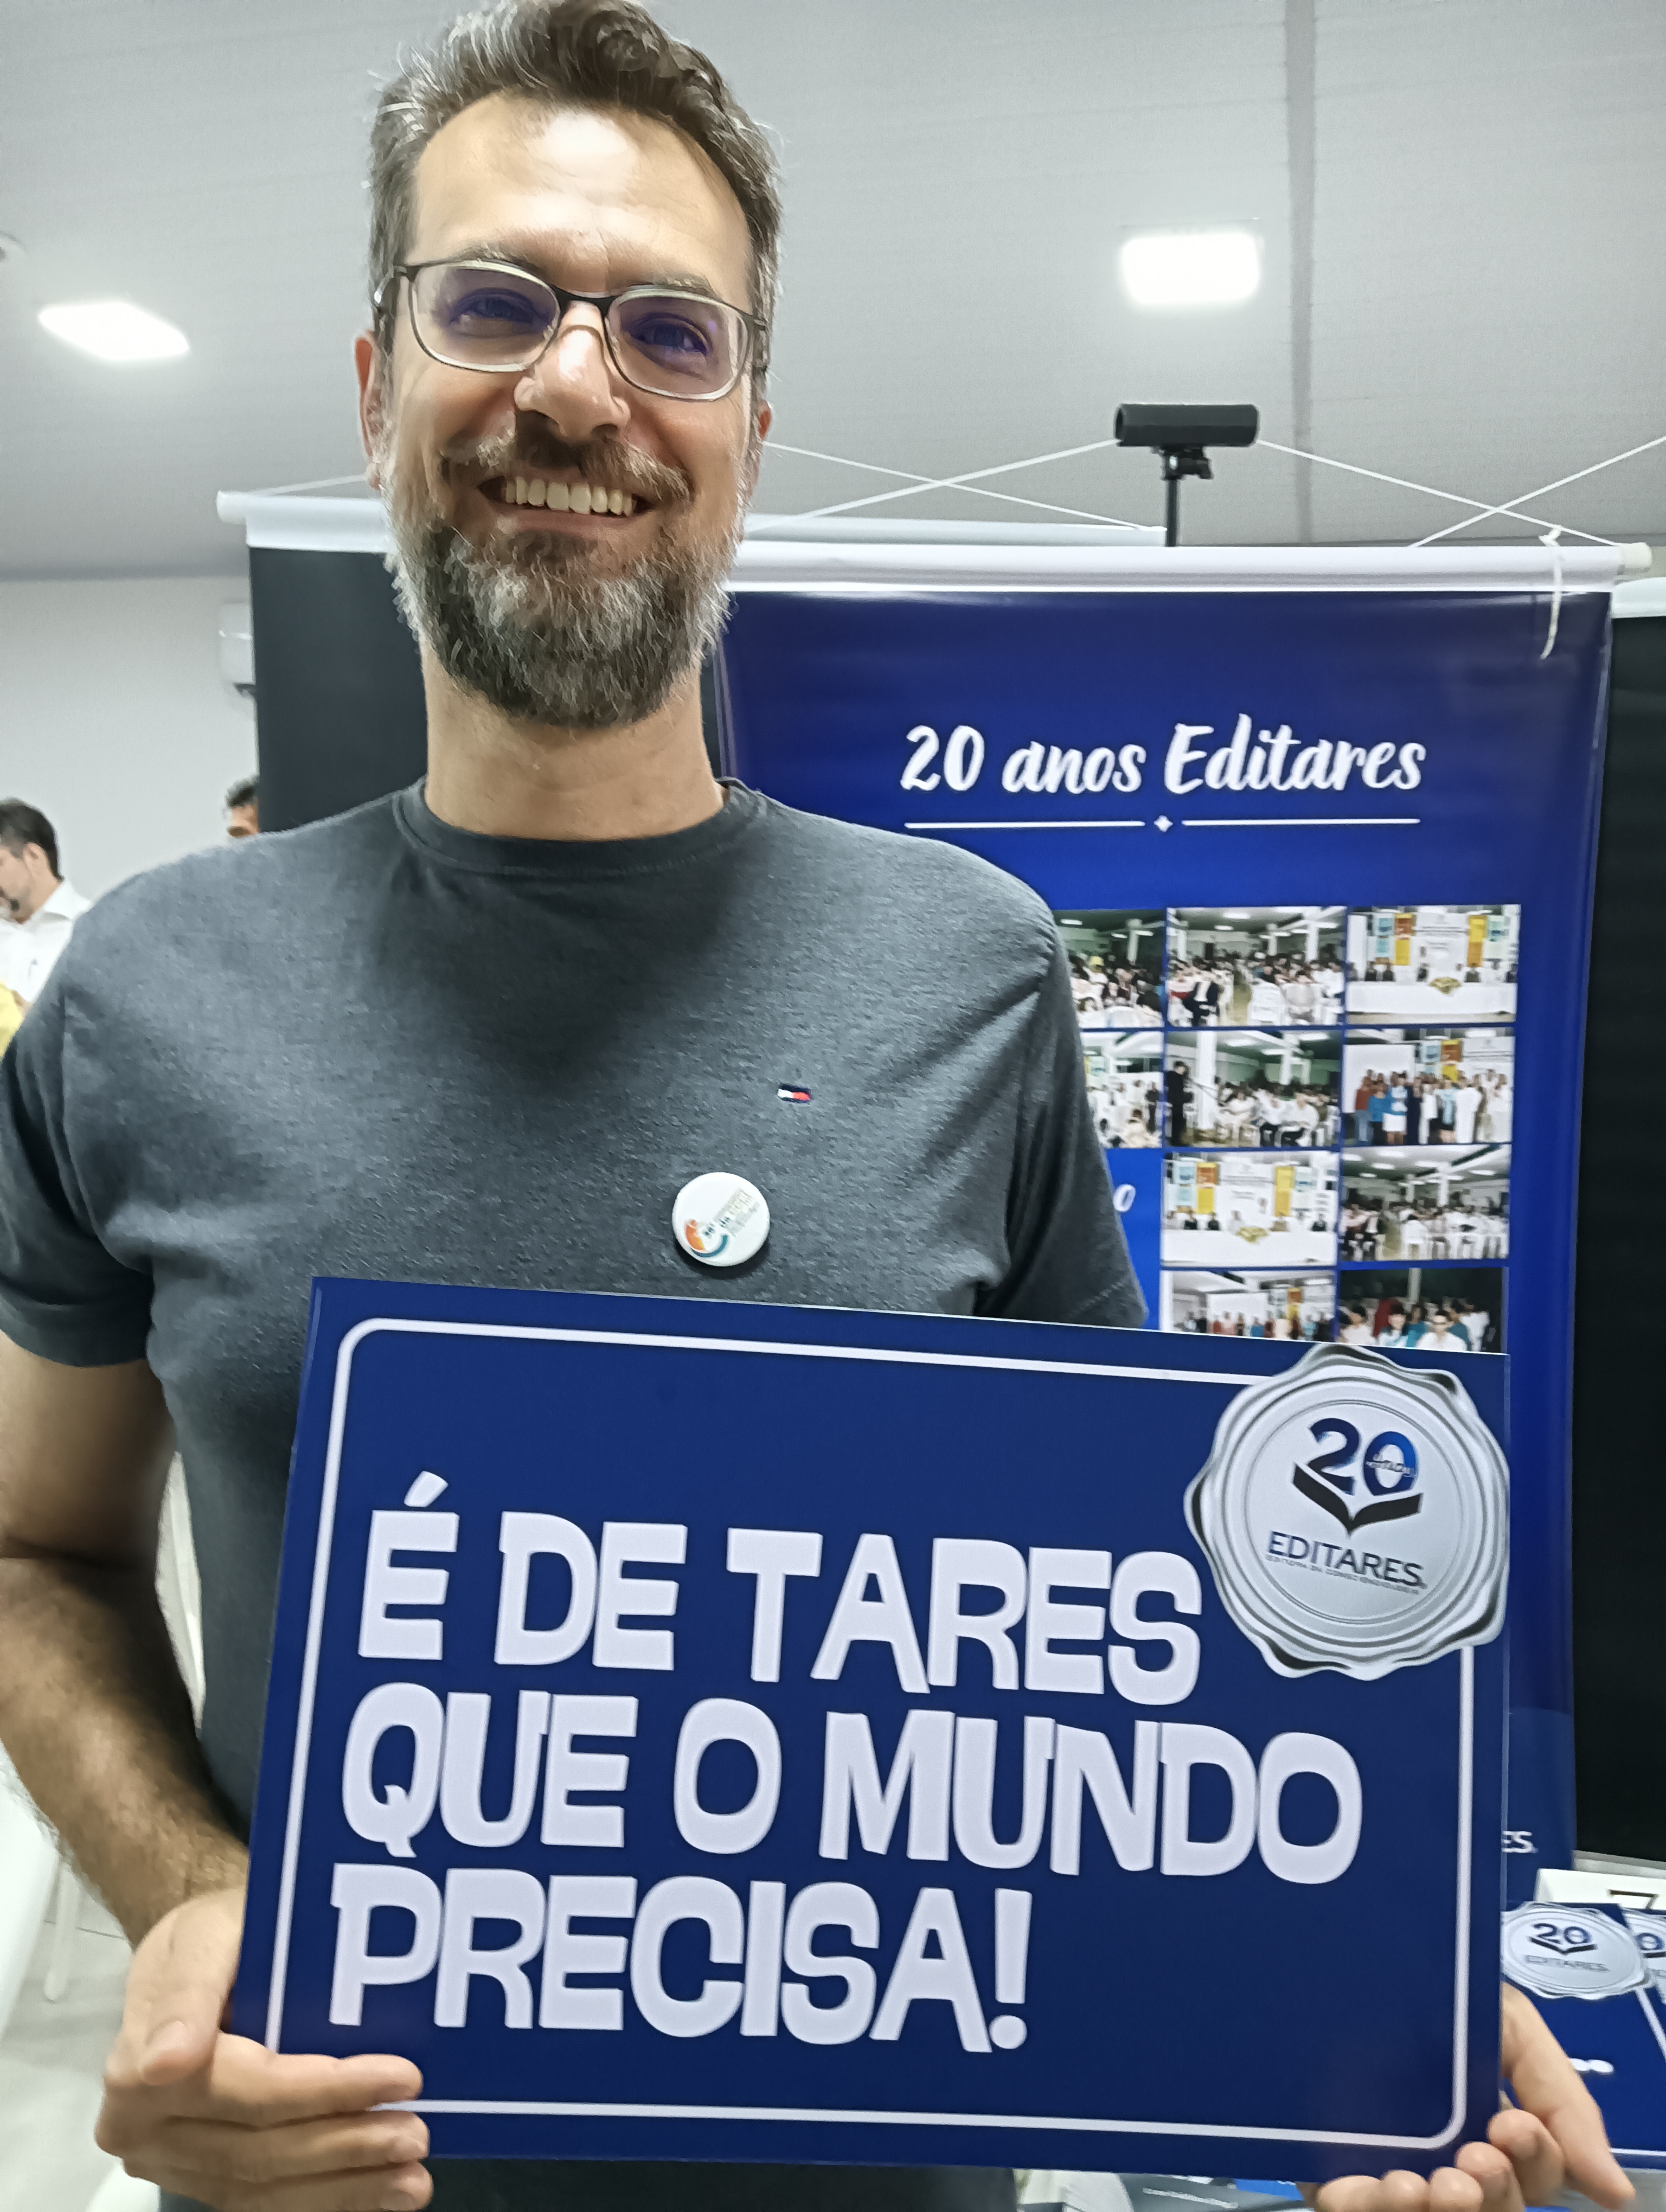 20 anos Editares
É DE TARES
QUE O MUNDO
PRECISA!
20
EDITARES
20
EDITARES